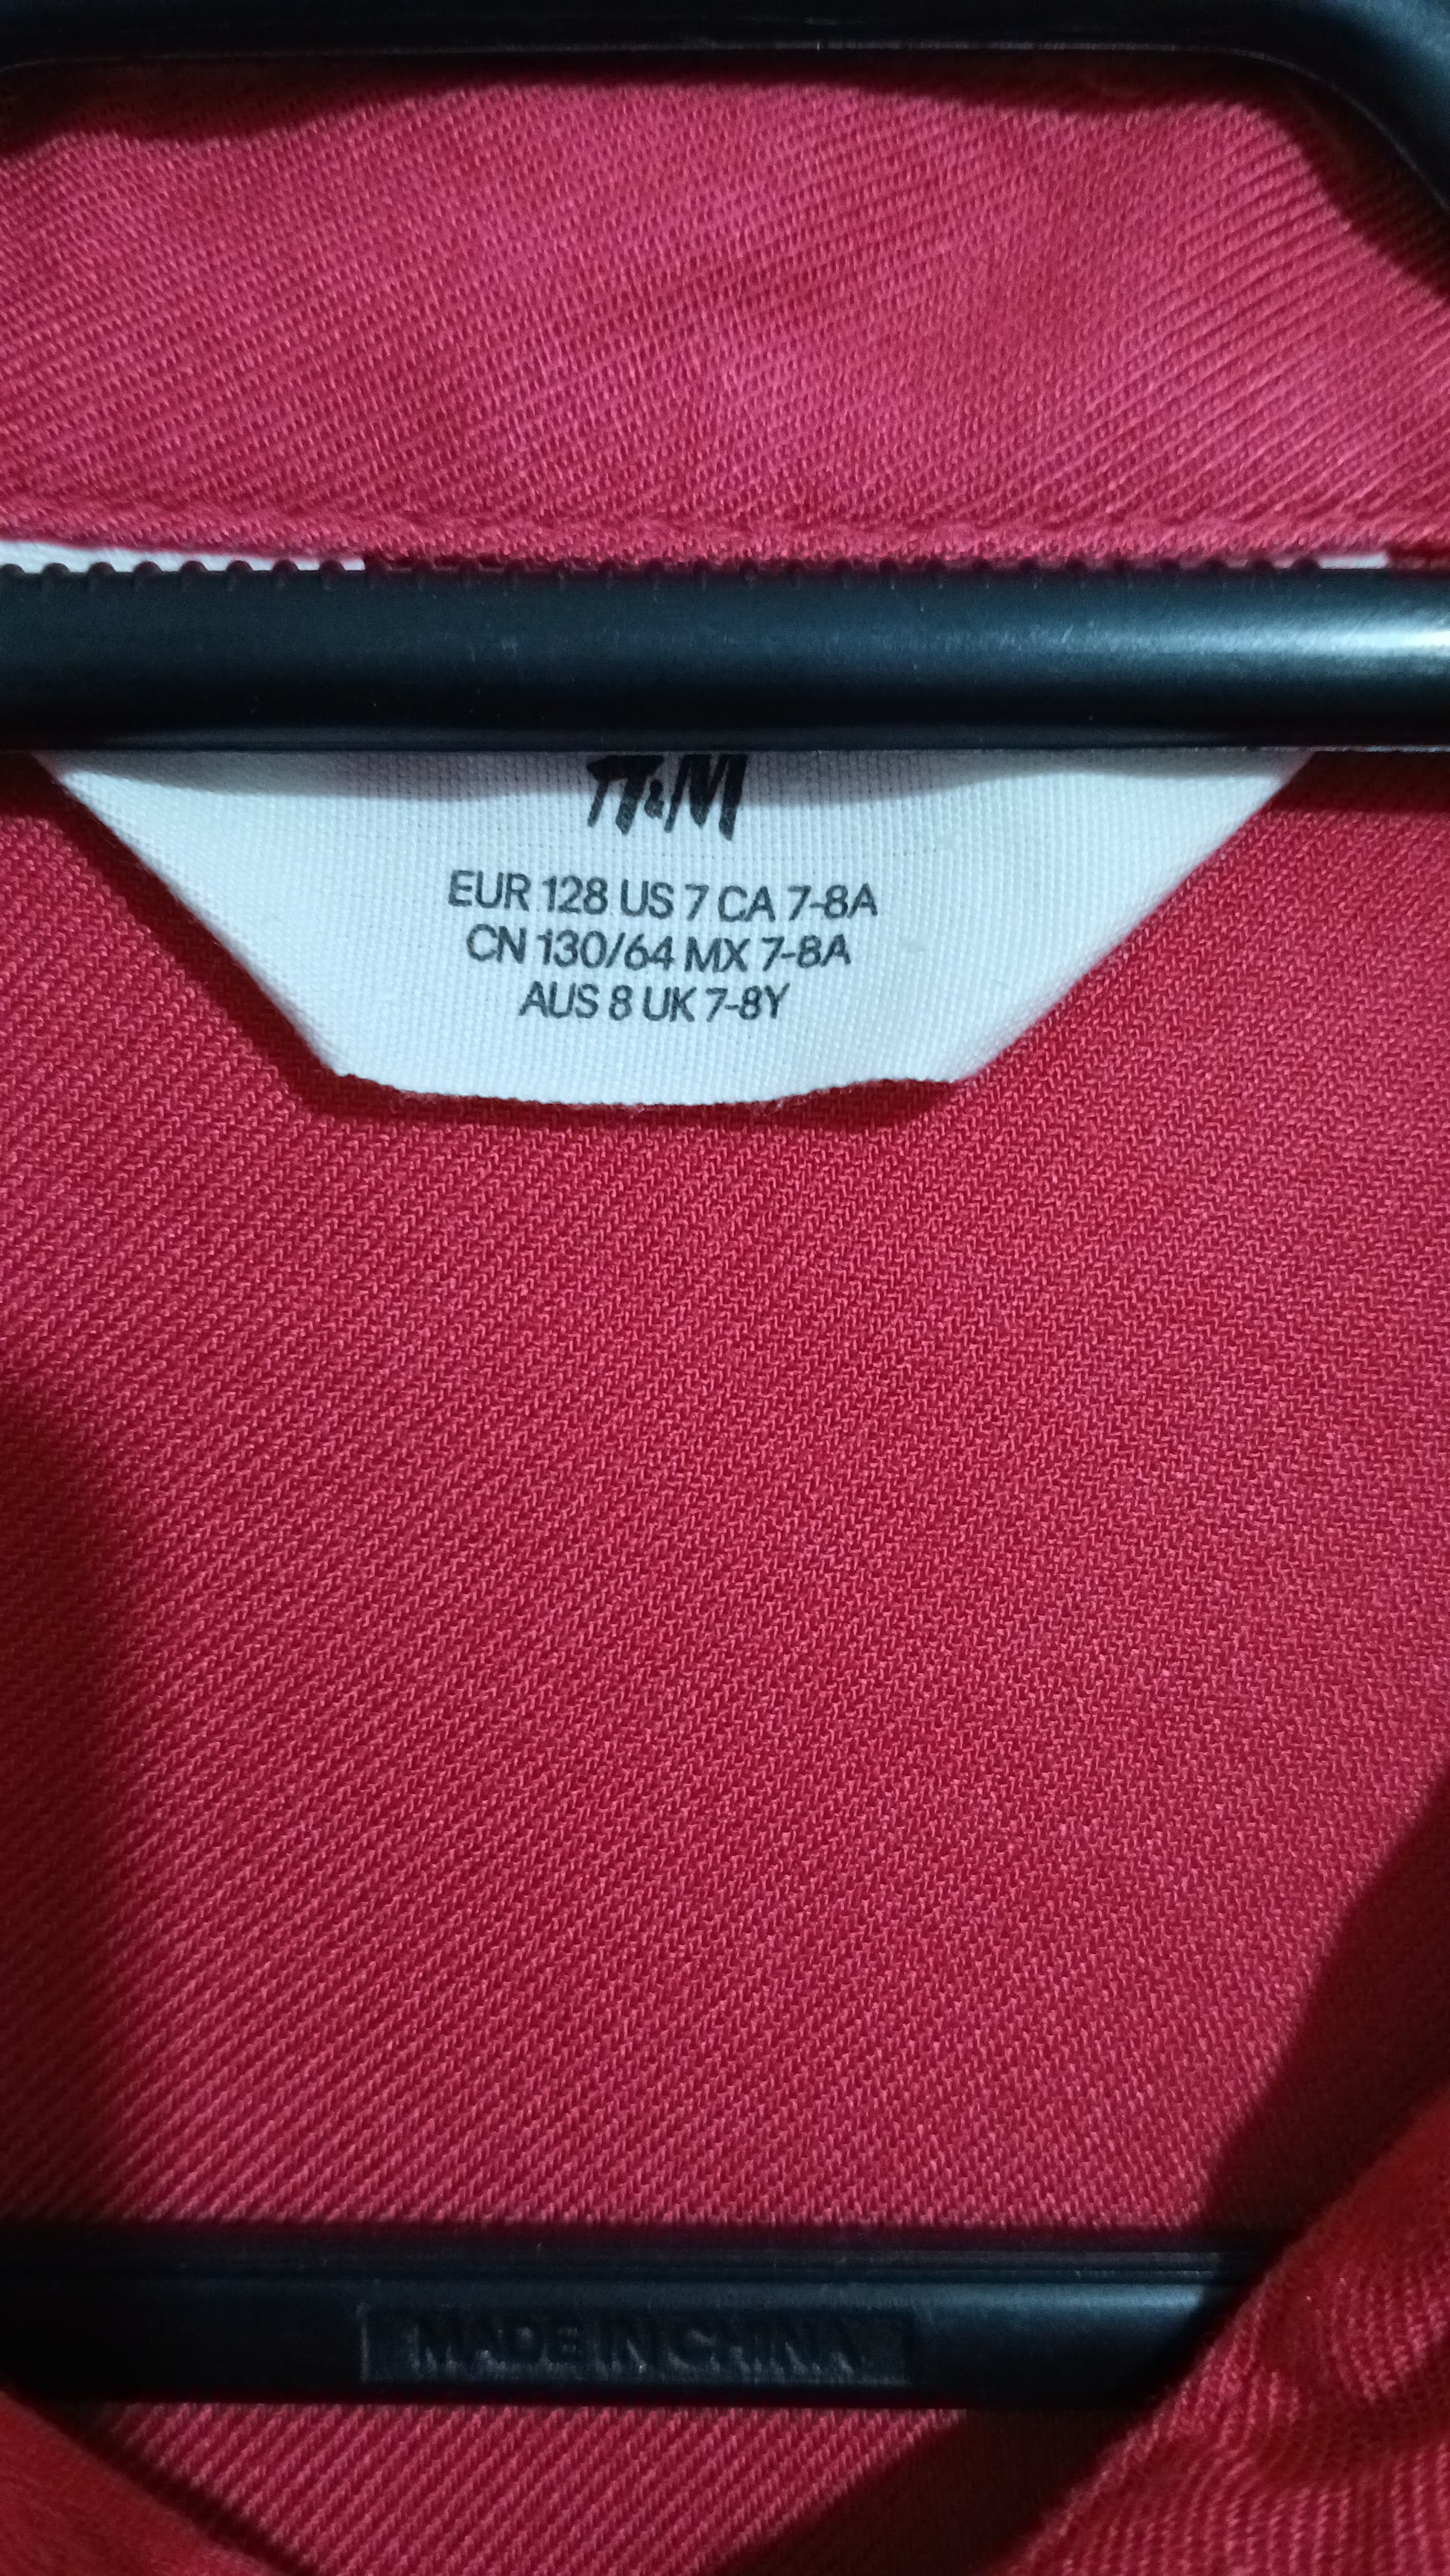 H&M
EUR 128 US 7 CA 7-8A
CN 130/64 MX 7-8A
AUS 8 UK 7-8Y
MADE IN CHINA